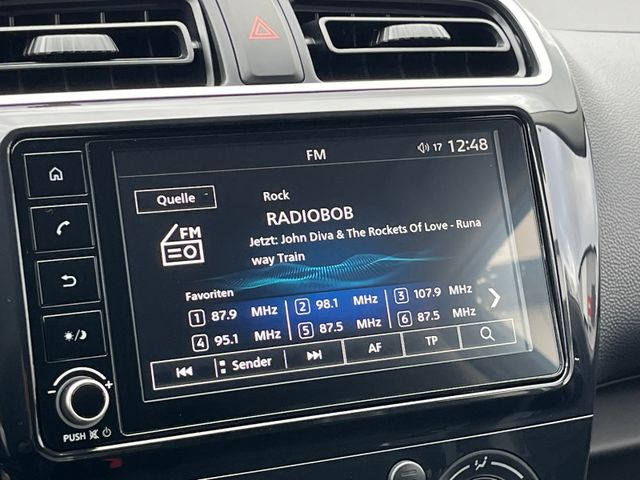 FM
17 12:48
Quelle
Rock
RADIOBOB
FM
Jetzt: John Diva & The Rockets Of Love - Runa
way Train
Favoriten
1 87.9 MHz 2 98.1 MHz 3 107.9 MHz
4 95.1 MHz 5 87.5 MHz 6 87.5 MHz
Sender AF TP
PUSH